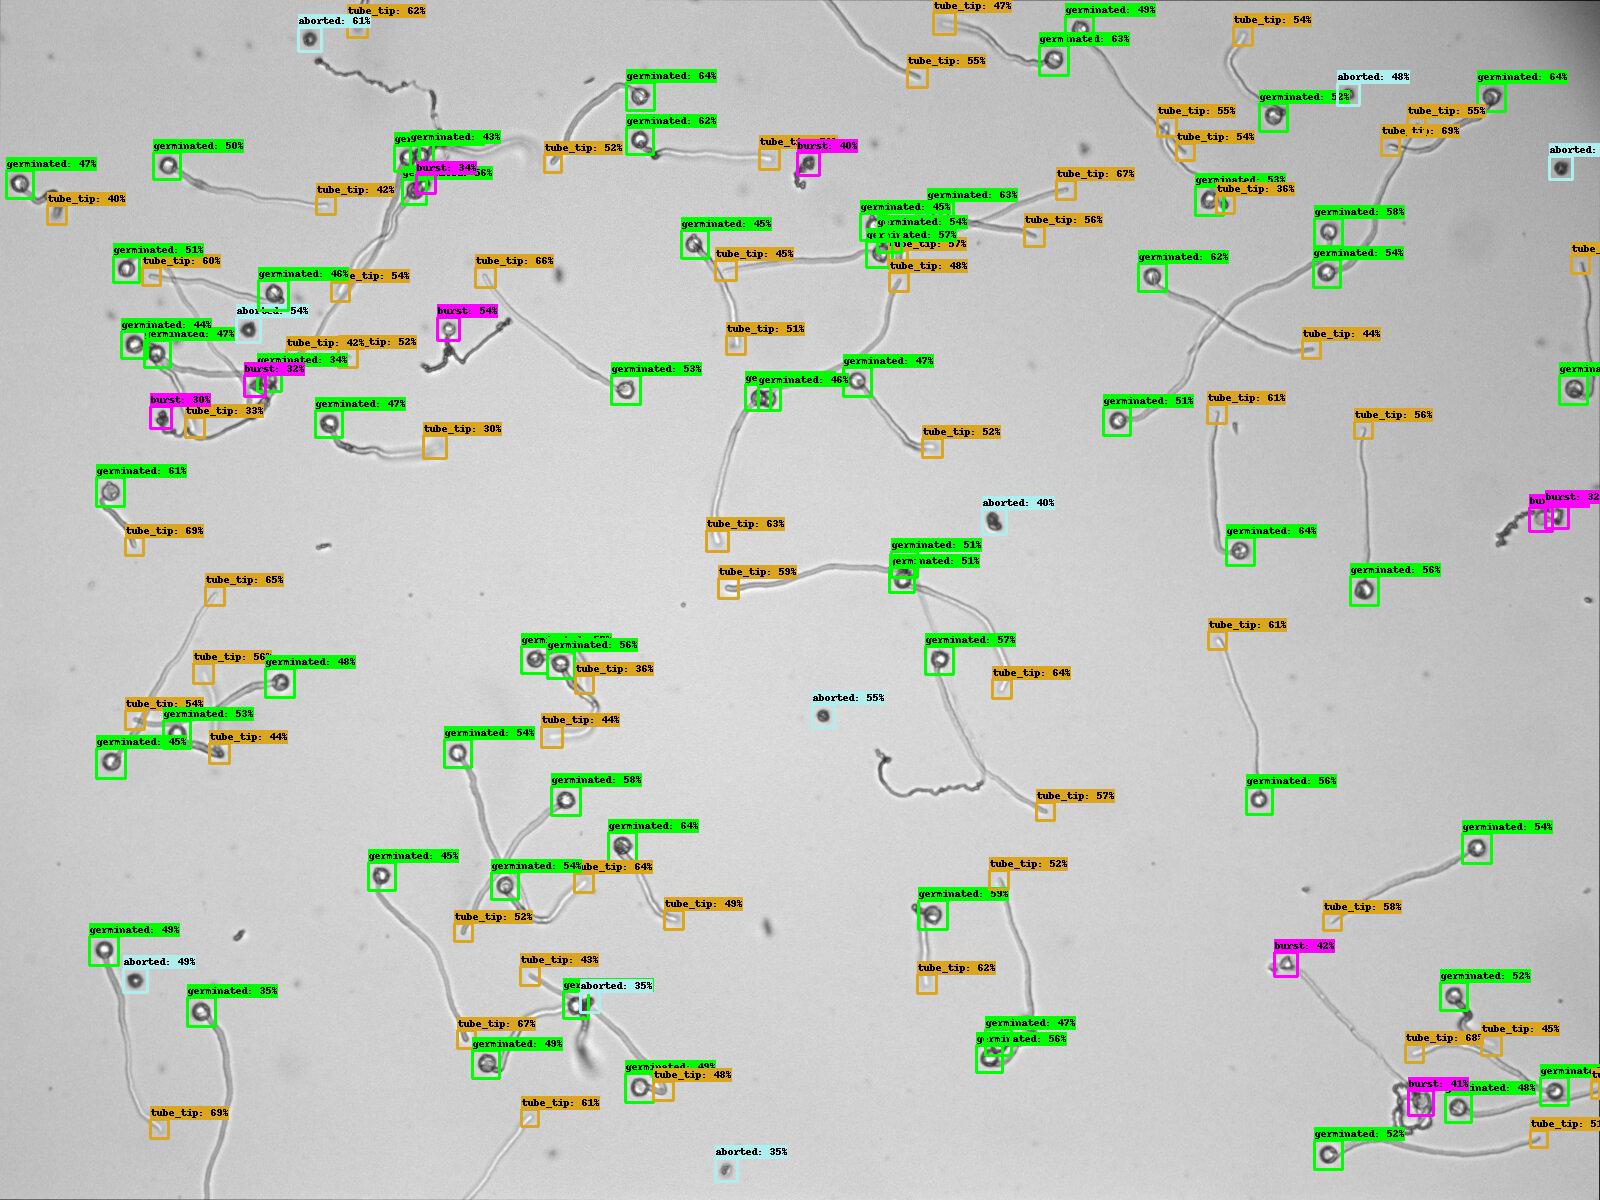 tube_tip: 62%
aborted: 61%
tube_tip: 47%
germinated: 49%
germinated: 63%
tube_tip: 54%
tube_tip: 55%
germinated: 64%
aborted: 48%
germinated: 64%
germinated: 52%
tube_tip: 55%
tube_tip: 55%
tube_tip: 54%
tube_tip: 69%
germinated: 62%
germinated: 43%
germinated: 50%
tube_tip: 52%
burst: 40%
aborted:
germinated: 47%
burst: 34%
tube_tip: 42%
tube_tip: 40%
tube_tip: 67%
germinated: 53%
tube_tip: 36%
germinated: 63%
germinated: 45%
germinated: 54%
germinated: 57%
tube_tip: 57%
tube_tip: 56%
germinated: 58%
germinated: 45%
tube_tip: 45%
tube_tip: 48%
germinated: 62%
germinated: 54%
germinated: 51%
tube_tip: 60%
germinated: 46%
tube_tip: 54%
tube_tip: 66%
aborted: 54%
burst: 54%
germinated: 44%
germinated: 47%
tube_tip: 42%
tube_tip: 52%
tube_tip: 51%
tube_tip: 44%
germinated: 34%
burst: 32%
germinated: 53%
germinated: 46%
germinated: 47%
burst: 30%
tube_tip: 33%
germinated: 47%
tube_tip: 30%
tube_tip: 52%
germinated: 51%
tube_tip: 61%
tube_tip: 56%
germinated: 61%
tube_tip: 69%
aborted: 40%
burst: 32
tube_tip: 63%
germinated: 64%
germinated: 51%
germinated: 51%
tube_tip: 59%
germinated: 56%
tube_tip: 65%
tube_tip: 61%
germinated: 56%
germinated: 57%
tube_tip: 36%
tube_tip: 64%
tube_tip: 56%
germinated: 48%
tube_tip: 54%
germinated: 53%
aborted: 55%
tube_tip: 44%
germinated: 45%
tube_tip: 44%
germinated: 54%
germinated: 58%
germinated: 56%
tube_tip: 57%
germinated: 64%
germinated: 54%
germinated: 45%
germinated: 54%
tube_tip: 64%
tube_tip: 52%
germinated: 59%
tube_tip: 49%
tube_tip: 52%
tube_tip: 58%
germinated: 49%
aborted: 49%
tube_tip: 43%
tube_tip: 62%
burst: 42%
germinated: 52%
germinated: 35%
aborted: 35%
tube_tip: 67%
germinated: 49%
germinated: 47%
germinated: 56%
tube_tip: 68%
tube_tip: 45%
germinated: 49%
tube_tip: 48%
burst: 41%
germinated: 48%
tube_tip: 69%
tube_tip: 61%
germinated: 52%
aborted: 35%